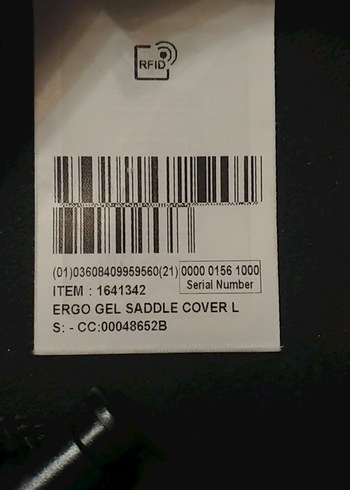 RFID
(01)03608409959560(21) 0000 0156 1000
Serial Number
ITEM : 1641342
ERGO GEL SADDLE COVER L
S: - CC:00048652B